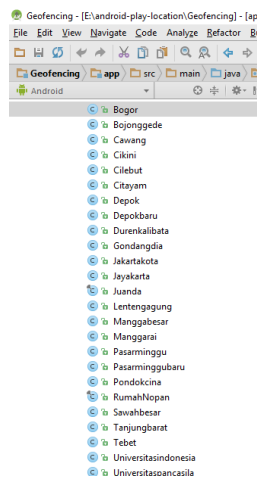 Geofencing - [E:\android-play-location\Geofencing] - [ap
File Edit View Navigate Code Analyze Refactor B
Geofencing app src main java
Android
Bogor
Bojonggede
Cawang
Cikini
Cilebut
Citayam
Depok
Depokbaru
Durenkalibata
Gondangdia
Jakartakota
Jayakarta
Juanda
Lentengagung
Manggabesar
Manggarai
Pasarminggu
Pasarminggubaru
Pondokcina
RumahNopan
Sawahbesar
Tanjungbarat
Tebet
Universitasindonesia
Universitaspancasila